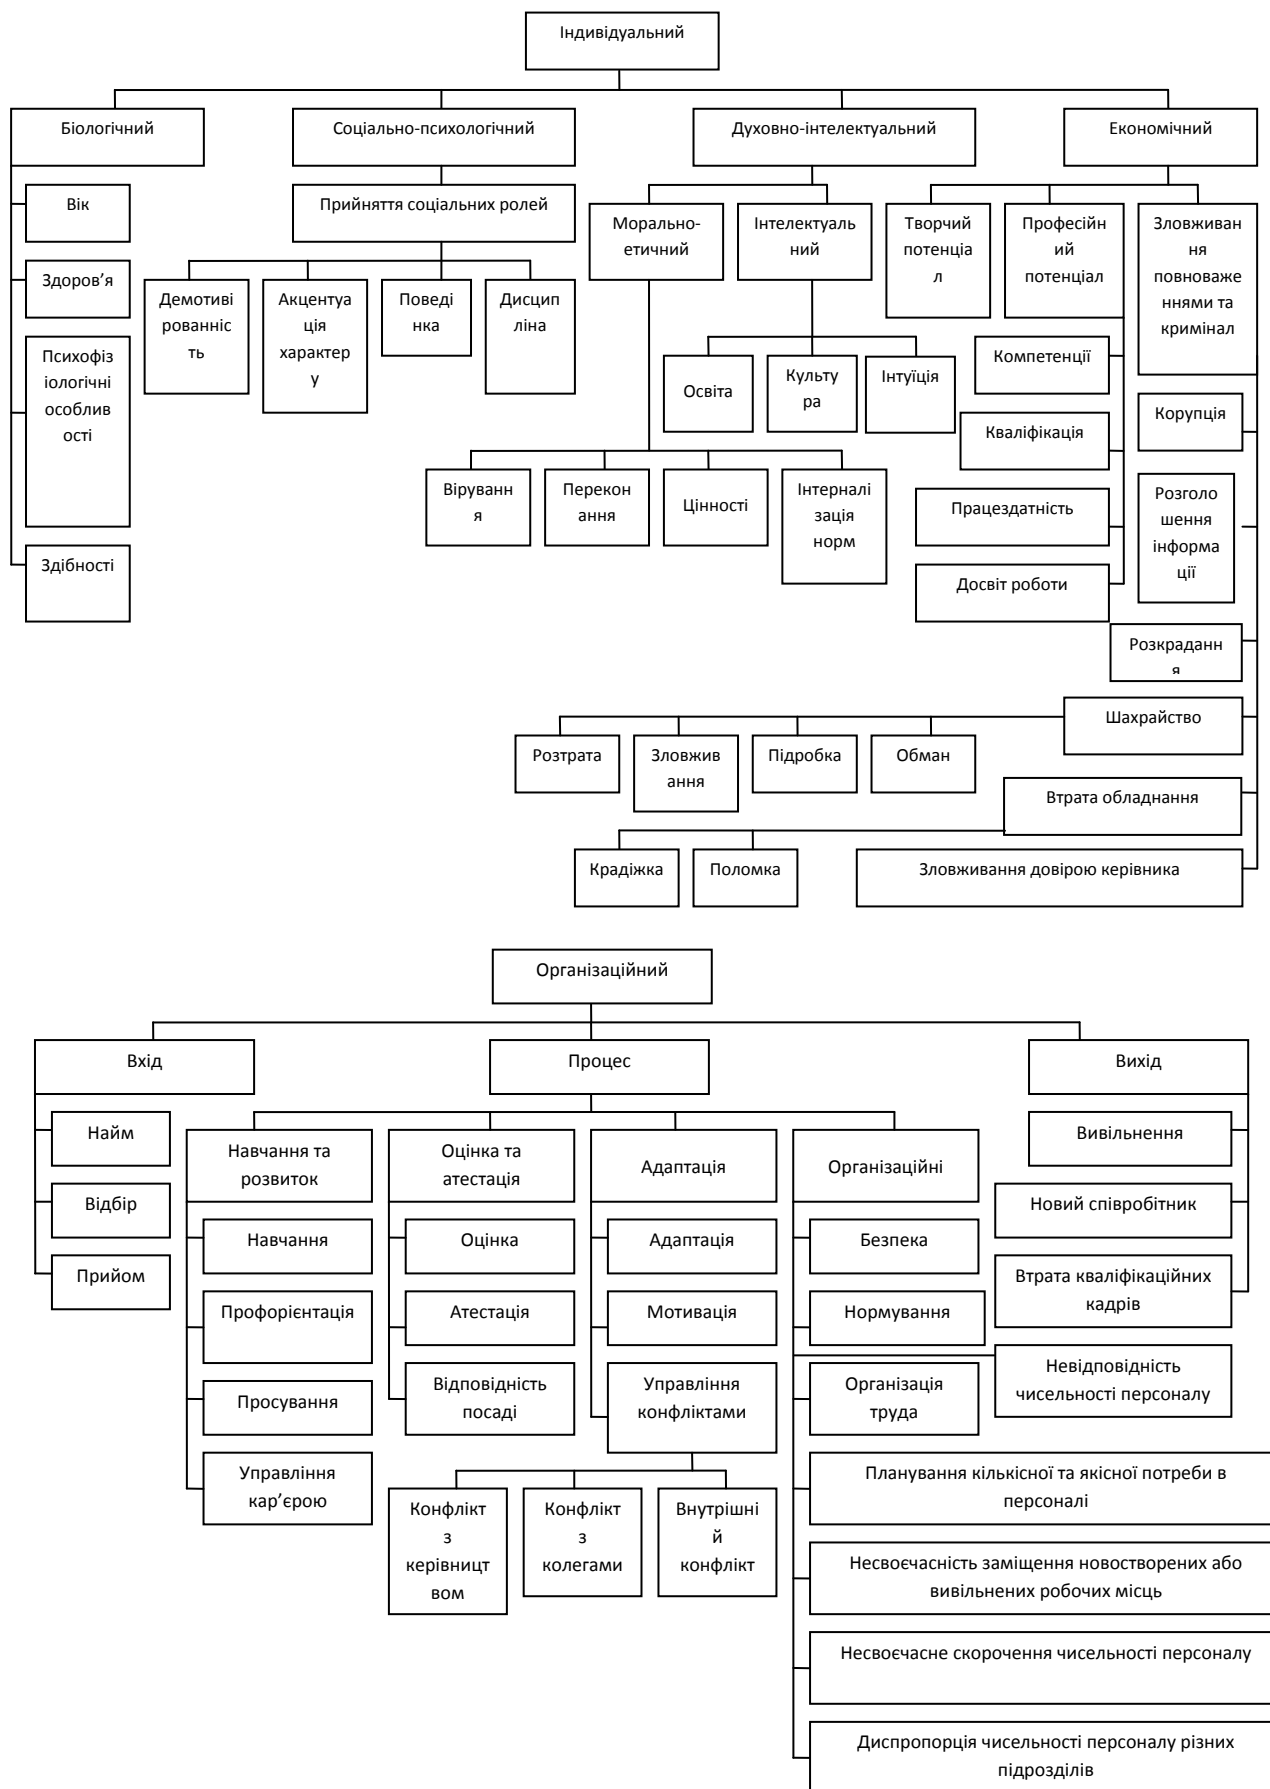 Індивідуальний
Біологічний
Соціально-психологічний
Духовно-інтелектуальний
Економічний
Вік
Здоров’я
Психофіз
іологічні
особлив
ості
Здібності
Прийняття соціальних ролей
Демотиві
рованніс
ть
Акцентуа
ція
характер
у
Поведі
нка
Дисцип
ліна
Морально-
етичний
Інтелектуаль
ний
Освіта
Культу
ра
Інтуїція
Віруванн
я
Перекон
ання
Цінності
Інтерналі
зація
норм
Творчий
потенціа
л
Професій
ний
потенціал
Зловживан
ня
повноваже
ннями та
кримінал
Компетенції
Кваліфікація
Працездатність
Досвіт роботи
Корупція
Розголо
шення
інформа
ції
Розкраданн
я
Шахрайство
Розтрата
Зловжив
ання
Підробка
Обман
Втрата обладнання
Крадіжка
Поломка
Зловживання довірою керівника
Організаційний
Вхід
Процес
Вихід
Найм
Відбір
Прийом
Навчання та
розвиток
Навчання
Профорієнтація
Просування
Управління
кар’єрою
Оцінка та
атестація
Оцінка
Атестація
Відповідність
посаді
Адаптація
Адаптація
Мотивація
Управління
конфліктами
Конфлікт
з
керівницт
вом
Конфлікт
з
колегами
Внутрішні
й
конфлікт
Організаційні
Безпека
Нормування
Організація
труда
Планування кількісної та якісної потреби в
персоналі
Несвоєчасність заміщення новостворених або
вивільнених робочих місць
Несвоєчасне скорочення чисельності персоналу
Диспропорція чисельності персоналу різних
підрозділів
Вивільнення
Новий співробітник
Втрата кваліфікаційних
кадрів
Невідповідність
чисельності персоналу